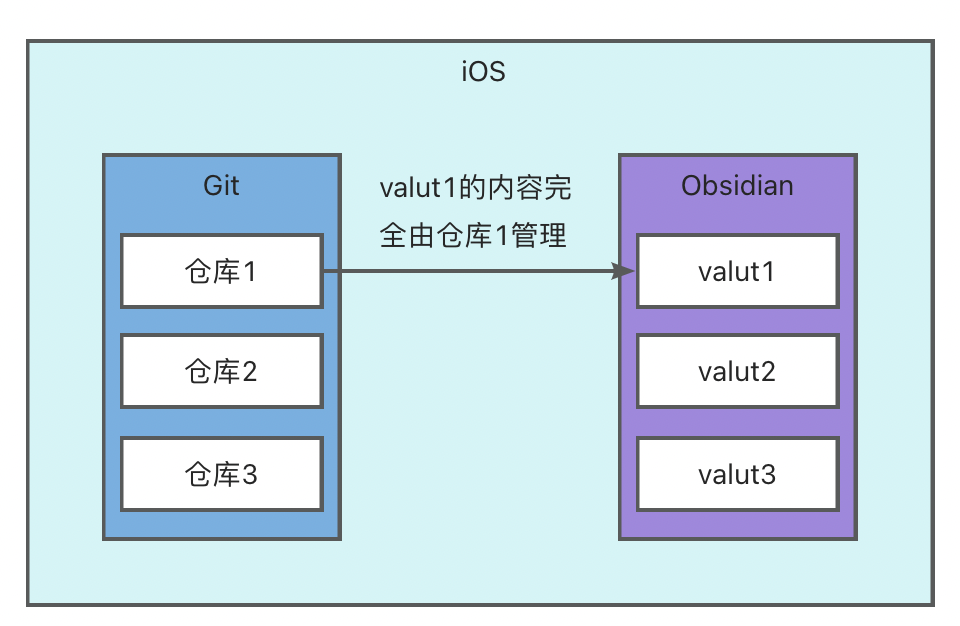 iOS
Git
valut1的内容完
全由仓库1管理
Obsidian
仓库1
valut1
仓库2
valut2
仓库3
valut3